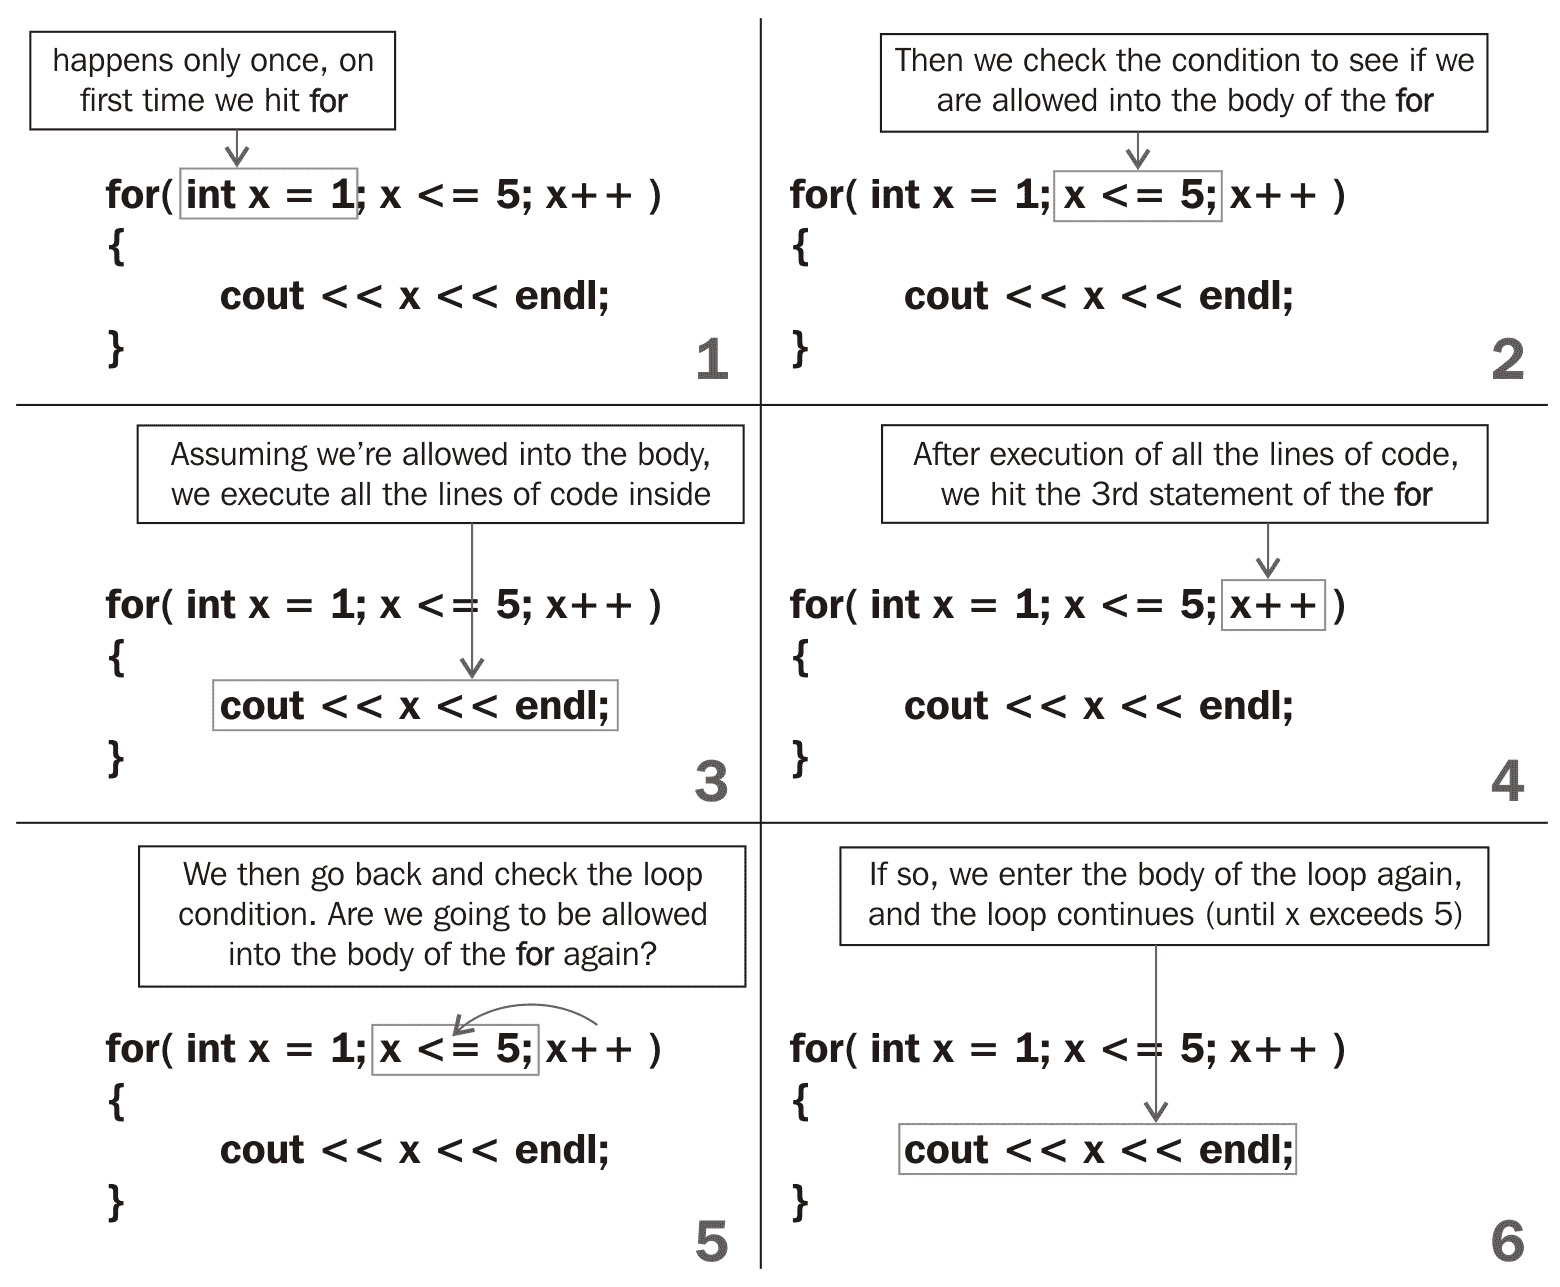 happens only once, on
first time we hit for
for( int x = 1; x <= 5; x++ )
{
cout << x << endl;
}
1
Then we check the condition to see if we
are allowed into the body of the for
for( int x = 1; x <= 5; x++ )
{
cout << x << endl;
}
2
Assuming we’re allowed into the body,
we execute all the lines of code inside
for( int x = 1; x <= 5; x++ )
{
cout << x << endl;
}
3
After execution of all the lines of code,
we hit the 3rd statement of the for
for( int x = 1; x <= 5; x++ )
{
cout << x << endl;
}
4
We then go back and check the loop
condition. Are we going to be allowed
into the body of the for again?
for( int x = 1; x <= 5; x++ )
{
cout << x << endl;
}
5
If so, we enter the body of the loop again,
and the loop continues (until x exceeds 5)
for( int x = 1; x <= 5; x++ )
{
cout << x << endl;
}
6